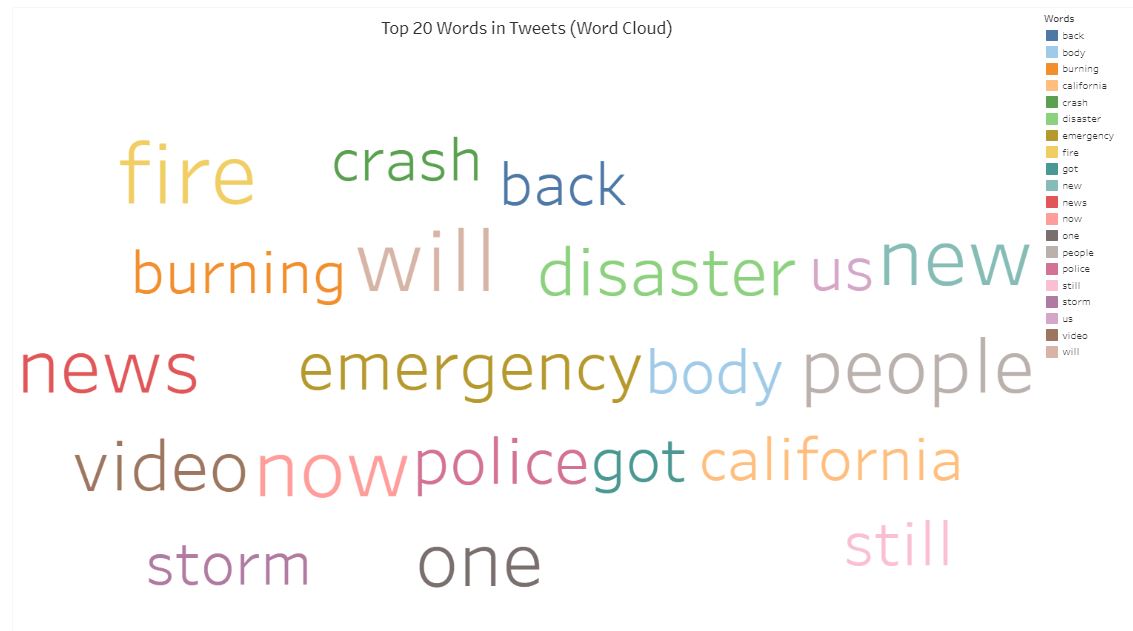 Top 20 Words in Tweets (Word Cloud)
fire crash back
burning will disaster us new
news emergency body people
video now police got california
storm one still
Words
back
body
burning
california
crash
disaster
emergency
fire
got
new
news
now
one
people
police
still
storm
us
video
will